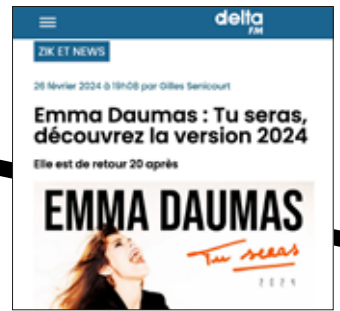 delta
FM
ZIK ET NEWS
26 février 2024 à 19h08 par Gilles Senicourt
Emma Daumas : Tu seras,
découvrez la version 2024
Elle est de retour 20 après
EMMA DAUMAS
Tu seras
2024